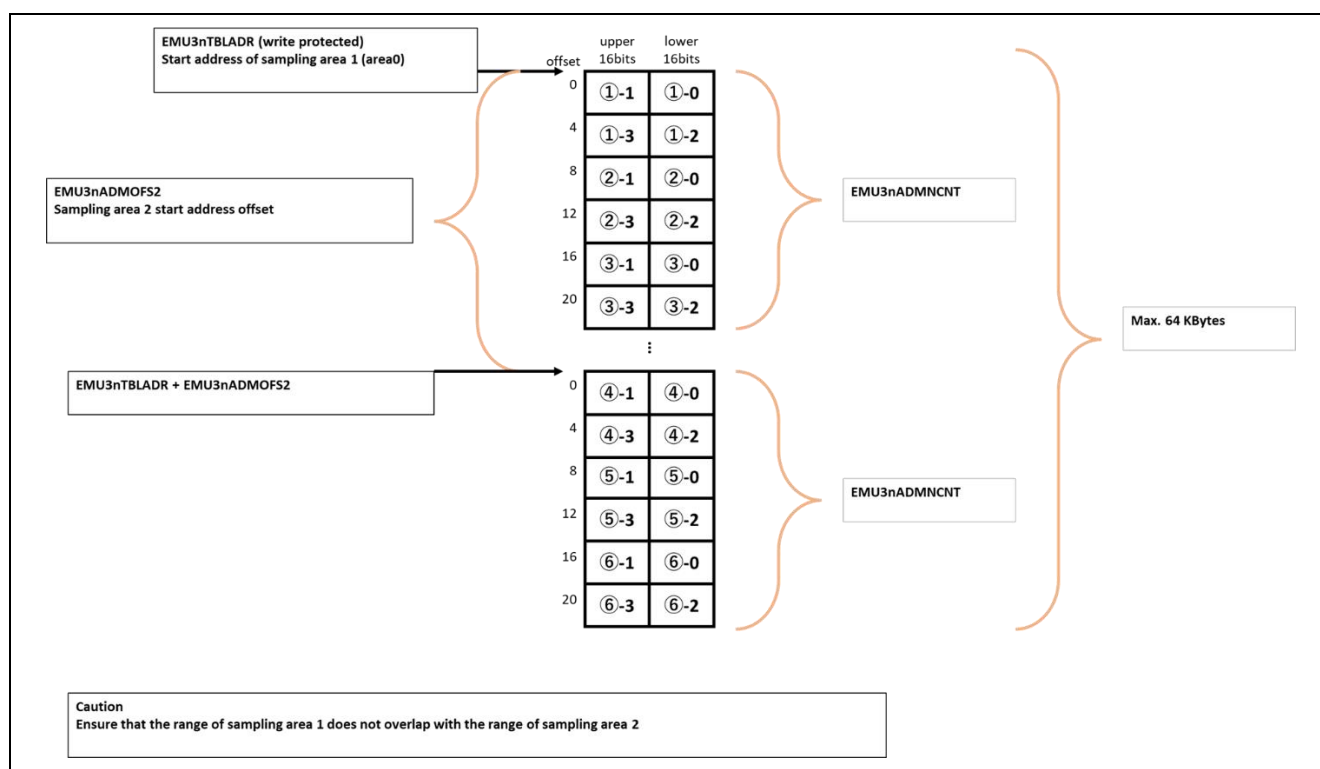 EMU3nTBLADR (write protected)
Start address of sampling area 1 (area0)
upper
16bits
lower
16bits
offset
0
①-1
①-0
4
①-3
①-2
8
②-1
②-0
12
②-3
②-2
16
③-1
③-0
20
③-3
③-2
EMU3nADMNCNT
EMU3nADMOFS2
Sampling area 2 start address offset
Max. 64 KBytes
⋮
EMU3nTBLADR + EMU3nADMOFS2
0
④-1
④-0
4
④-3
④-2
8
⑤-1
⑤-0
12
⑤-3
⑤-2
16
⑥-1
⑥-0
20
⑥-3
⑥-2
EMU3nADMNCNT
Caution
Ensure that the range of sampling area 1 does not overlap with the range of sampling area 2